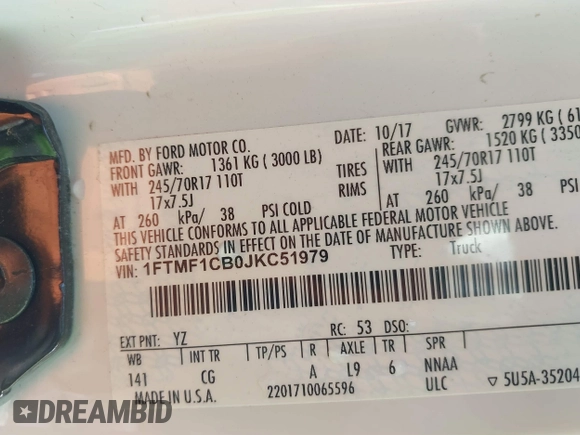 MFD. BY FORD MOTOR CO.
DATE: 10/17 GVWR: 2799 KG ( 61
FRONT GAWR: 1361 KG ( 3000 LB) REAR GAWR: 1520 KG ( 3350
WITH 245/70R17 110T TIRES WITH 245/70R17 110T
17x7.5J RIMS 17x7.5J
AT 260 kPa/ 38 PSI COLD AT 260 kPa/ 38 PS
THIS VEHICLE CONFORMS TO ALL APPLICABLE FEDERAL MOTOR VEHICLE
SAFETY STANDARDS IN EFFECT ON THE DATE OF MANUFACTURE SHOWN ABOVE.
VIN: 1FTMF1CB0JKC51979 TYPE: Truck
EXT PNT: YZ RC: 53 DSO:
WB INT TR TP/PS R AXLE TR SPR
141 CG A L9 6 NNAA
MADE IN U.S.A. 2201710065596 ULC ▽ 5U5A-35204
DREAMBID .COM